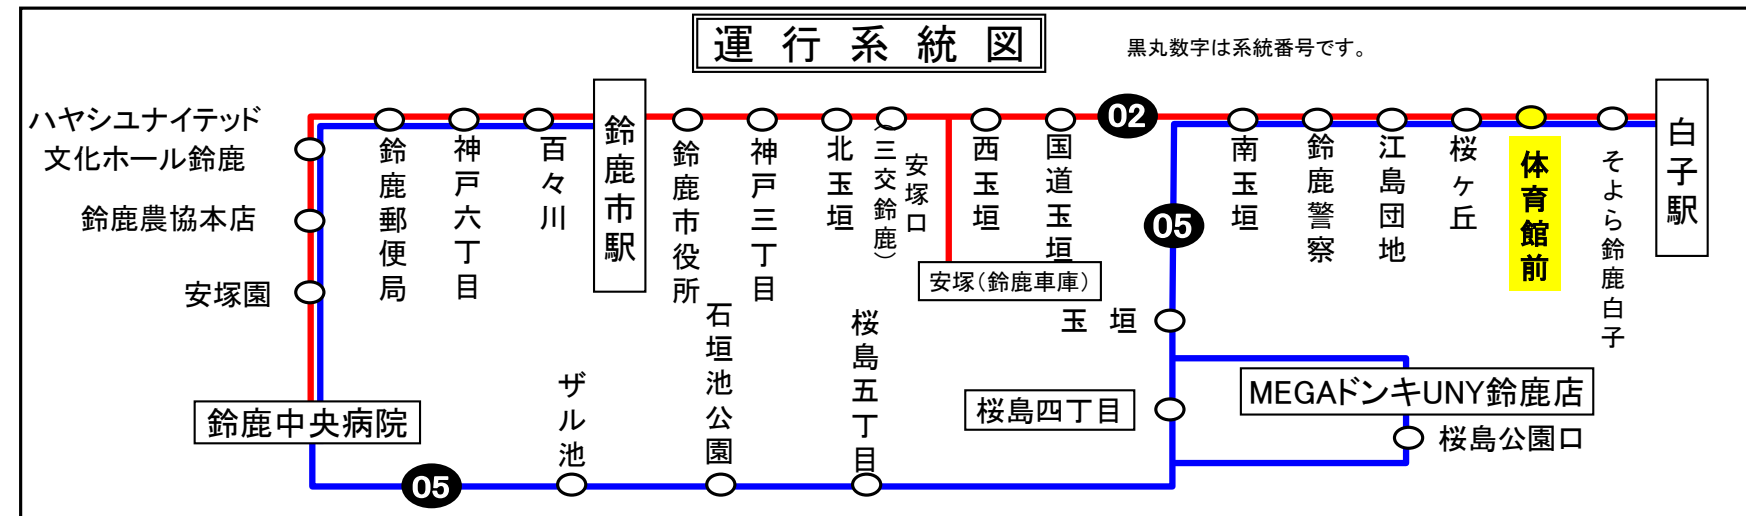 運行系統図
黒丸数字は系統番号です。
ハヤシユナイテッド
文化ホール鈴鹿
鈴鹿農協本店
安塚園
鈴鹿中央病院
鈴鹿郵便局
神戸六丁目
百々川
鈴鹿市駅
鈴鹿市役所
神戸三丁目
北玉垣
安塚口
（三交鈴鹿）
西玉垣
国道玉垣
02
南玉垣
鈴鹿警察
江島団地
桜ヶ丘
体育館前
そよら鈴鹿白子
白子駅
安塚（鈴鹿車庫）
05
玉垣
桜島四丁目
MEGAドンキUNY鈴鹿店
桜島公園口
05
ザル池
石垣池公園
桜島五丁目